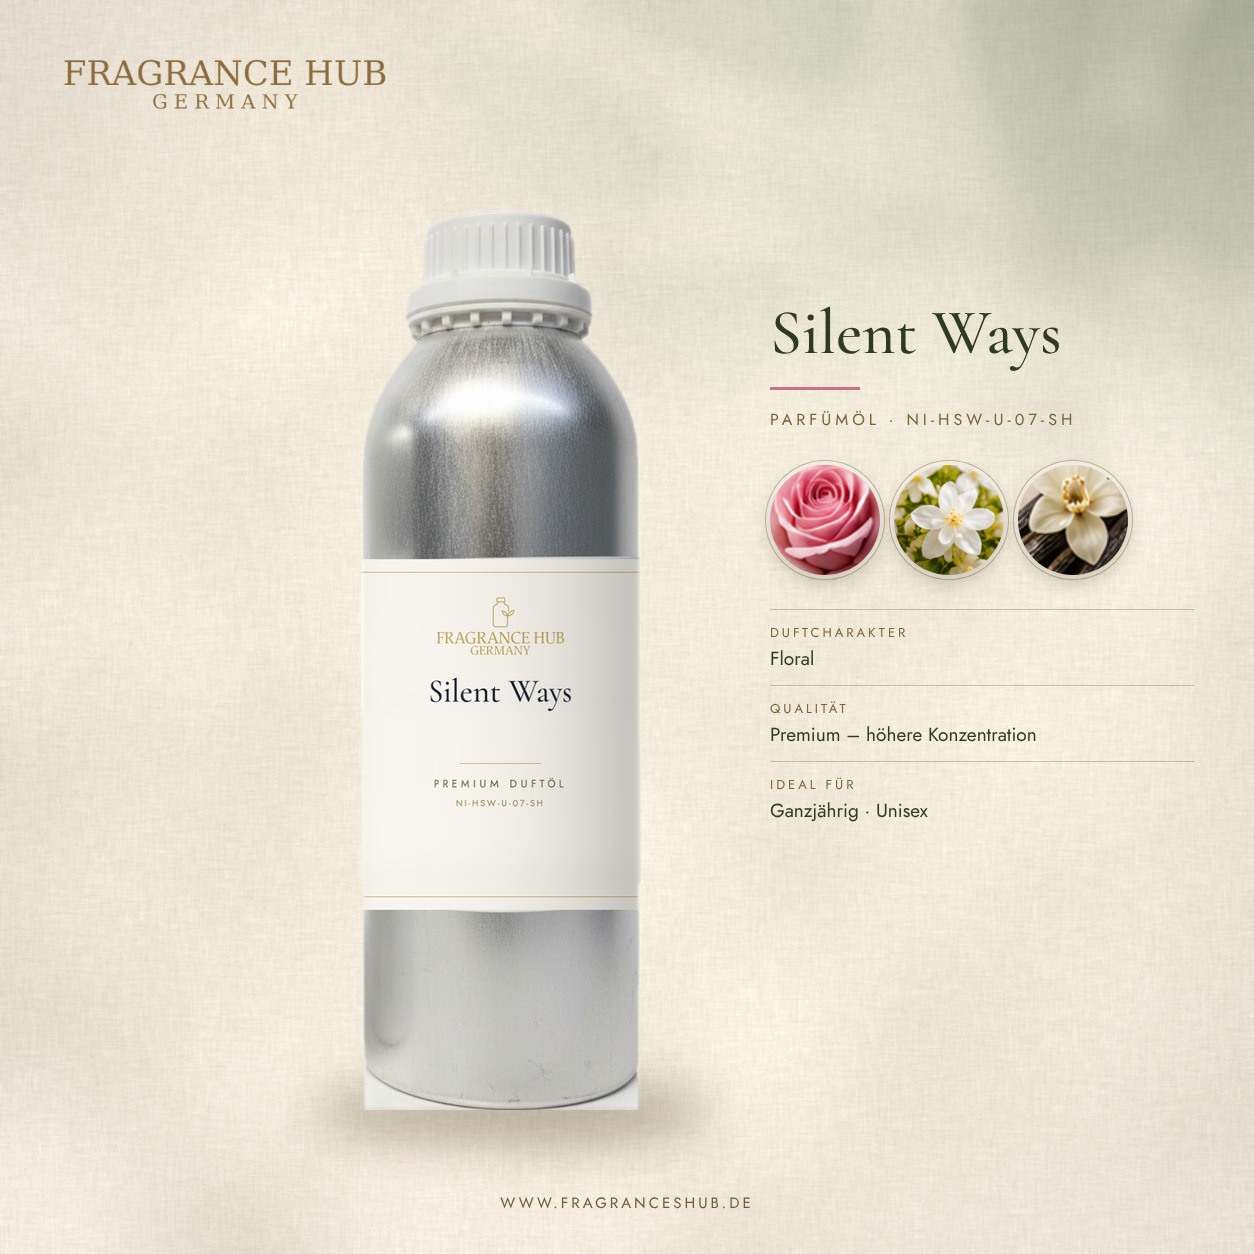 FRAGRANCE HUB
GERMANY
Silent Ways
PARFÜMÖL · NI-HSW-U-07-SH
DUFTCHARAKTER
Floral
QUALITÄT
Premium – höhere Konzentration
IDEAL FÜR
Ganzjährig · Unisex
FRAGRANCE HUB
GERMANY
Silent Ways
PREMIUM DUFTÖL
NI-HSW-U-07-SH
WWW.FRAGRANCESHUB.DE